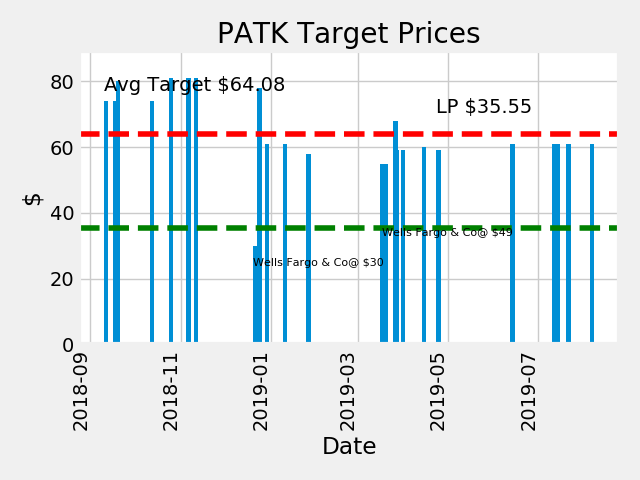 PATK Target Prices
Avg Target $64.08
LP $35.55
Wells Fargo & Co@ $49
Wells Fargo & Co@ $30
$
80
60
40
20
0
2018-09
2018-11
2019-01
2019-03
2019-05
2019-07
Date